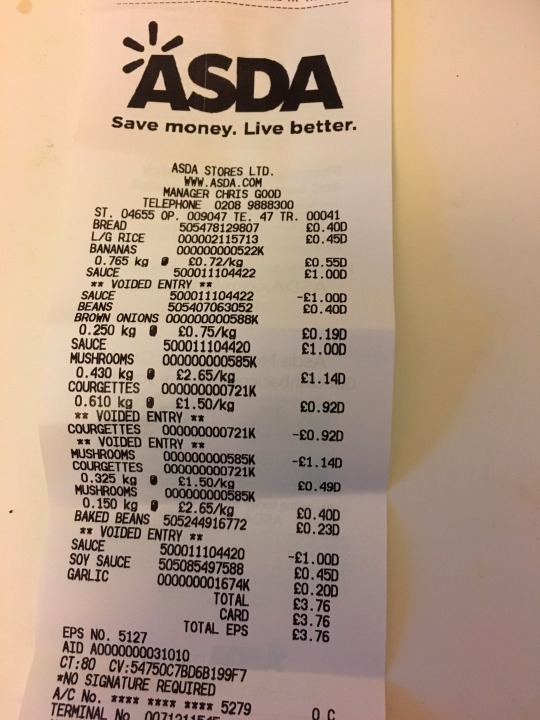 ASDA
Save money. Live better.
ASDA STORES LTD.
WWW.ASDA.COM
MANAGER CHRIS GOOD
TELEPHONE 0208 9888300
ST. 04655 OP. 009047 TE. 47 TR. 00041
BREAD 505478129807 £0.40D
L/G RICE 000002115713 £0.45D
BANANAS 000000000522K
0.765 kg @ £0.72/kg £0.55D
SAUCE 500011104422 £1.00D
** VOIDED ENTRY **
SAUCE 500011104422 -£1.00D
BEANS 505407063052 £0.40D
BROWN ONIONS 000000000588K
0.250 kg @ £0.75/kg £0.19D
SAUCE 500011104420 £1.00D
MUSHROOMS 000000000585K
0.430 kg @ £2.65/kg £1.14D
COURGETTES 000000000721K
0.610 kg @ £1.50/kg £0.92D
** VOIDED ENTRY **
COURGETTES 000000000721K -£0.92D
** VOIDED ENTRY **
MUSHROOMS 000000000585K -£1.14D
COURGETTES 000000000721K
0.325 kg @ £1.50/kg £0.49D
MUSHROOMS 000000000585K
0.150 kg @ £2.65/kg £0.40D
BAKED BEANS 505244916772 £0.23D
** VOIDED ENTRY **
SAUCE 500011104420 -£1.00D
SOY SAUCE 505085497588 £0.45D
GARLIC 000000001674K £0.20D
TOTAL £3.76
CARD £3.76
TOTAL EPS £3.76
EPS NO. 5127
AID A0000000031010
CT:80 CV:54750C7BD6B199F7
*NO SIGNATURE REQUIRED
A/C No. **** **** **** 5279
TERMINAL No.